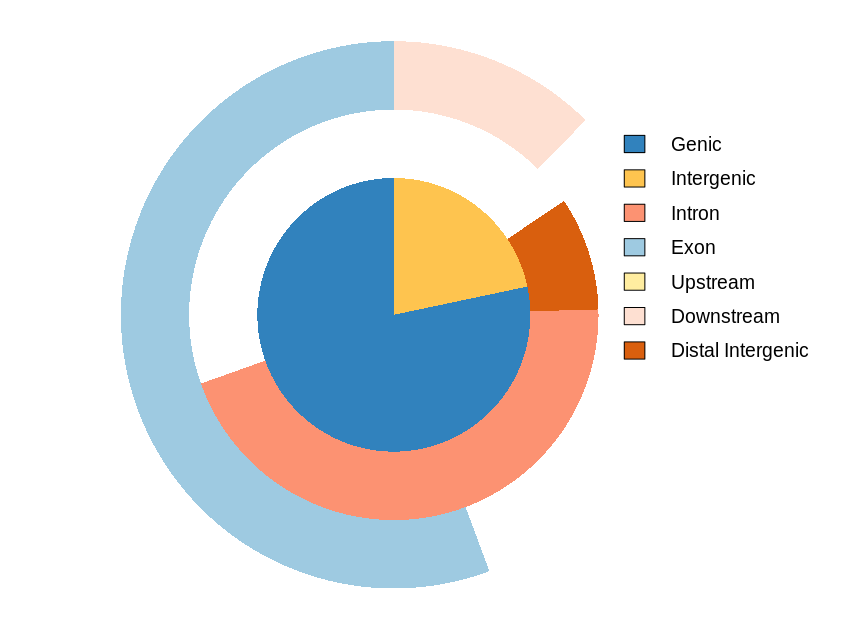 Genic
Intergenic
Intron
Exon
Upstream
Downstream
Distal Intergenic